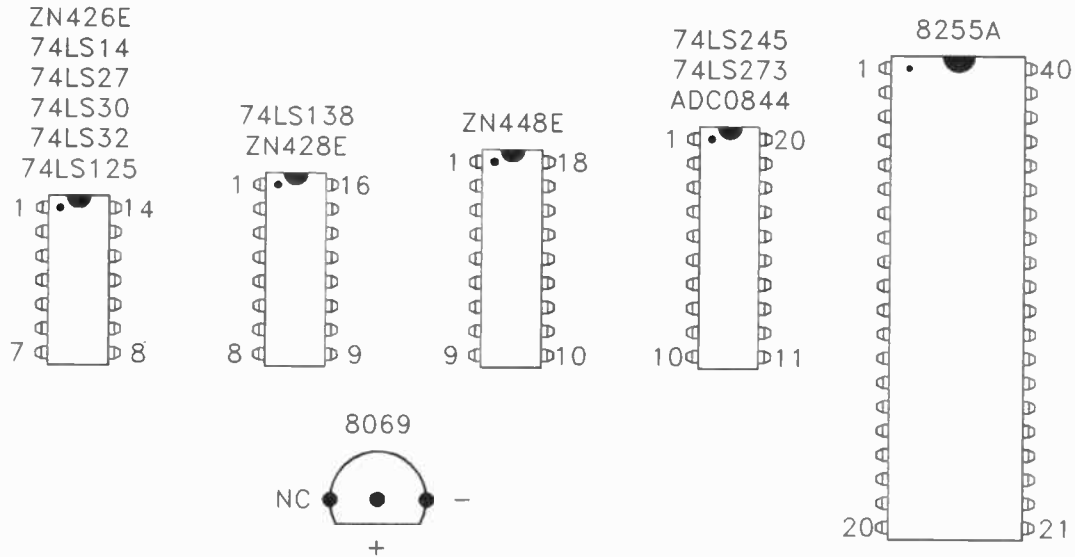 ZN426E
74LS14
74LS27
74LS30
74LS32
74LS125
1 14
7 8
74LS138
ZN428E
1 16
8 9
ZN448E
1 18
9 10
74LS245
74LS273
ADC0844
1 20
10 11
8255A
1 40
20 21
8069
NC -
+